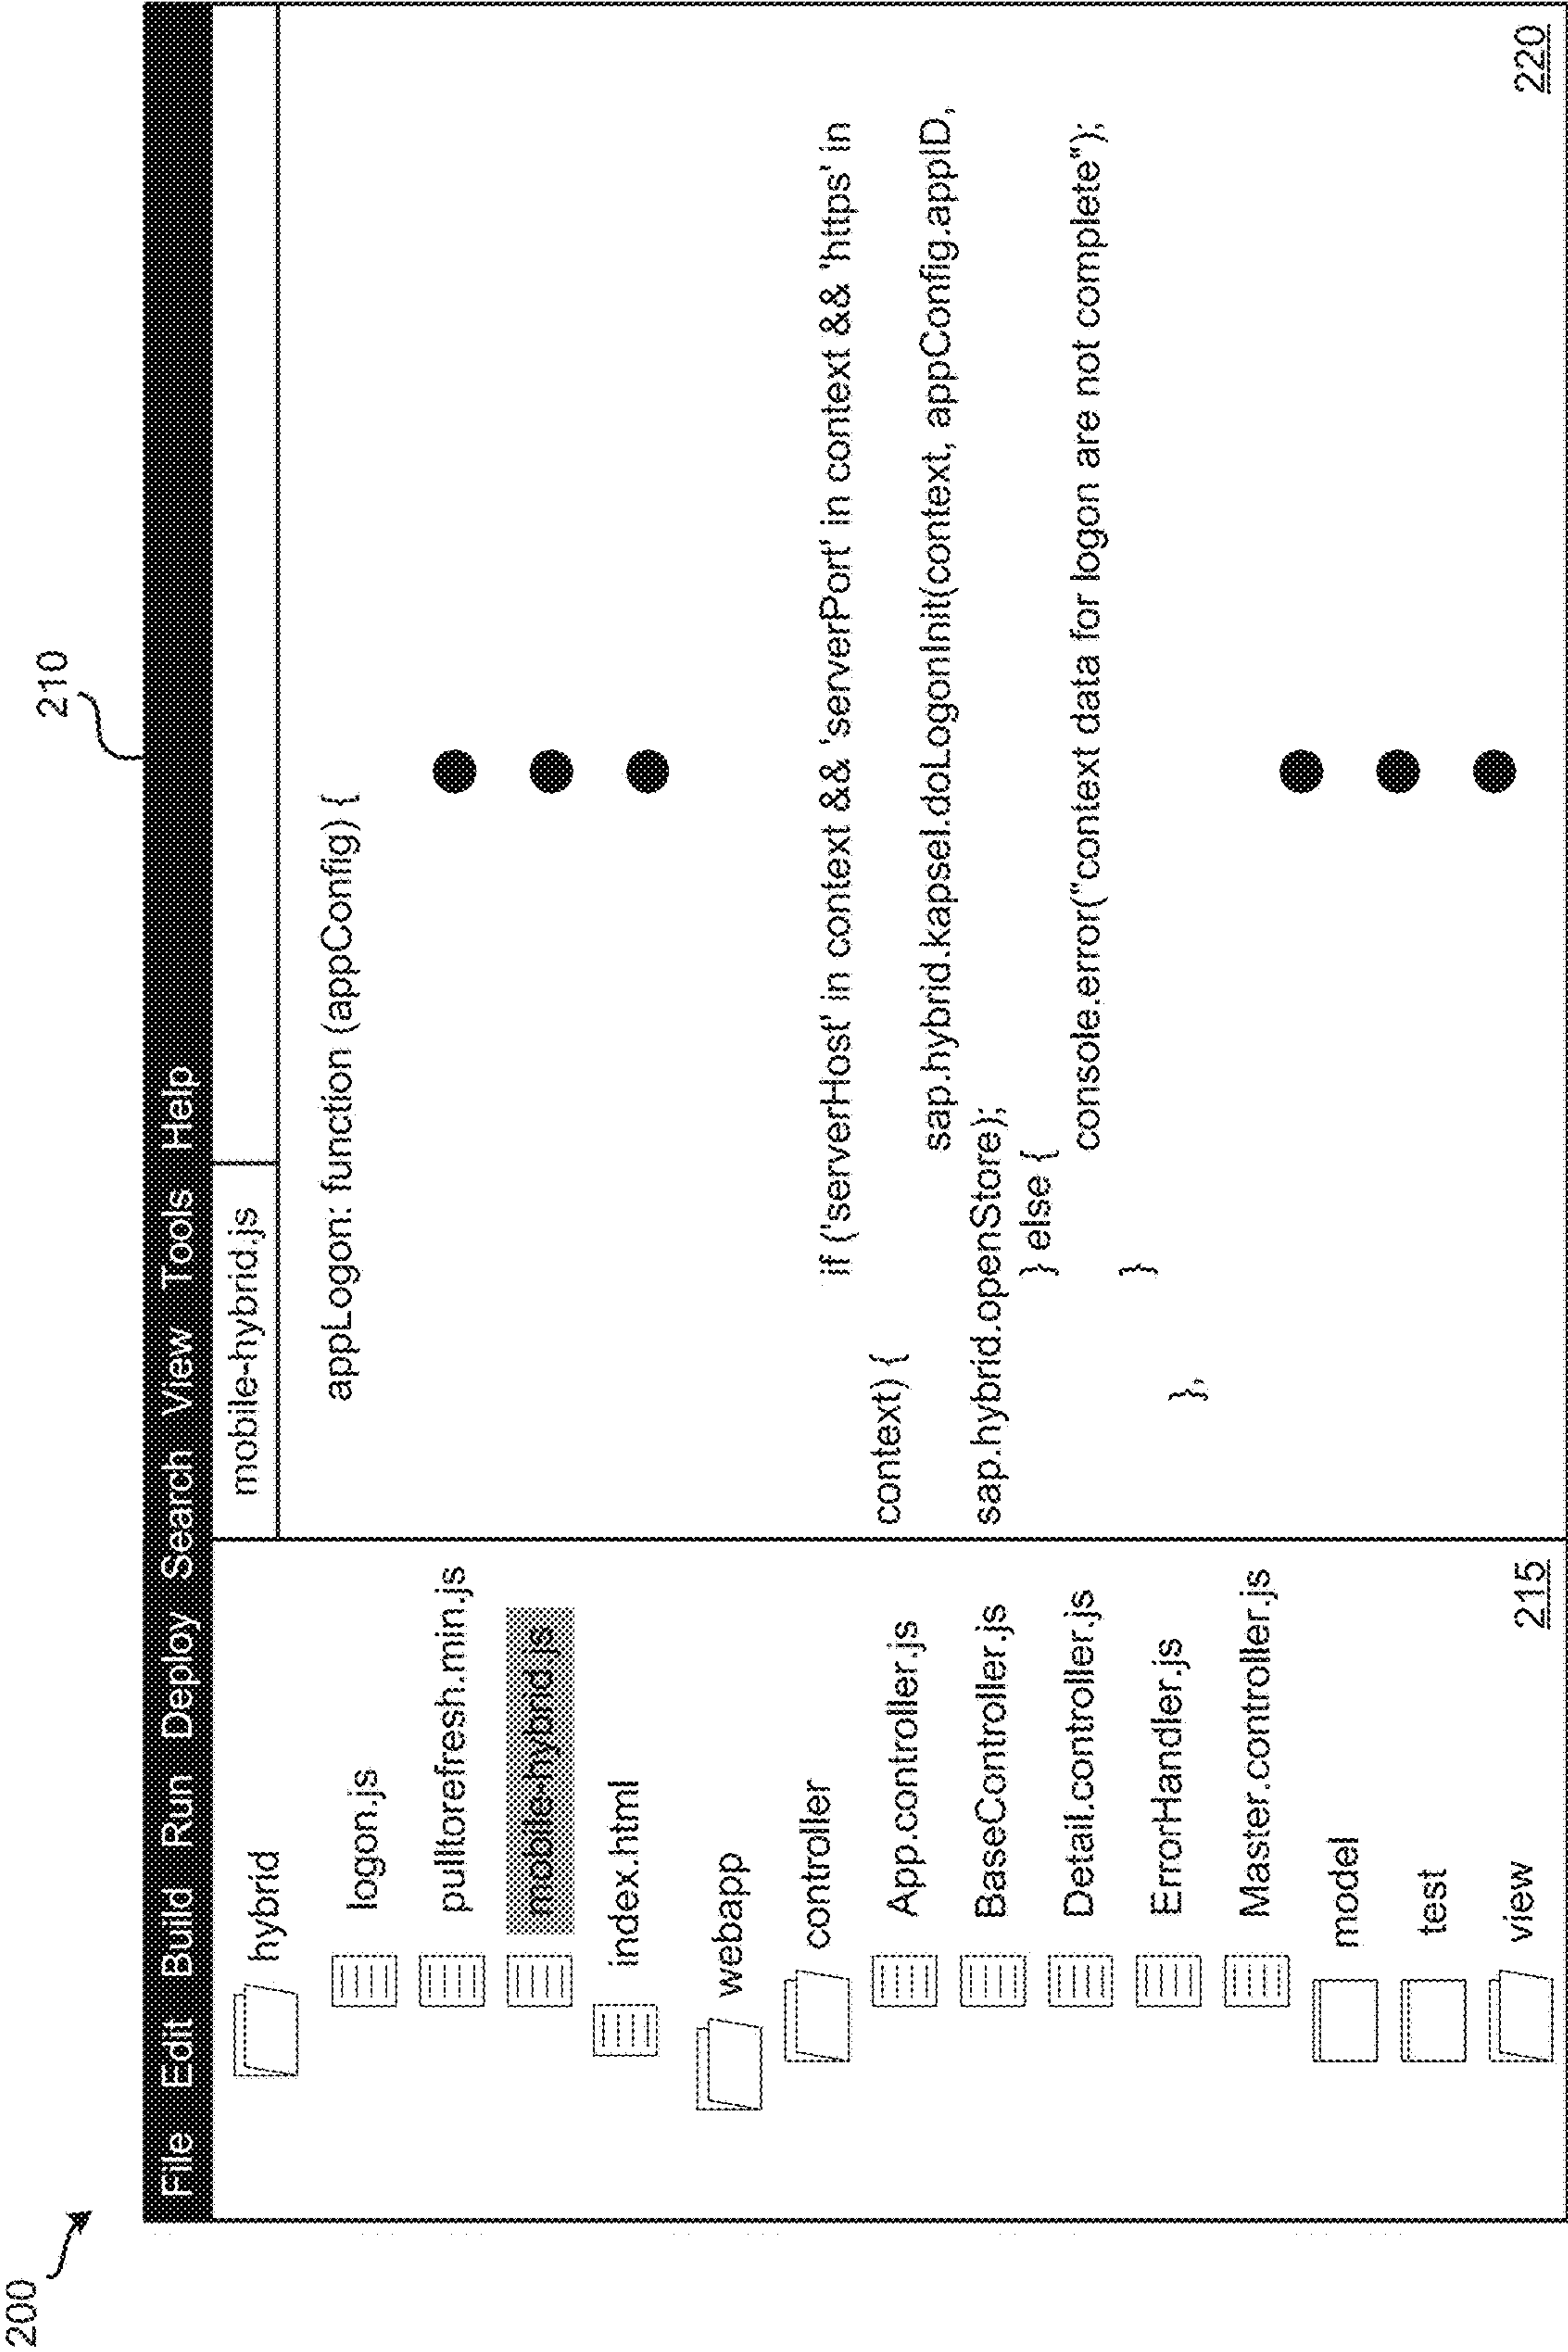 200
210
File Edit Build Run Deploy Search View Tools Help
hybrid
logon.js
pulltorefresh.min.js
mobile-hybrid.js
index.html
webapp
controller
App.controller.js
BaseController.js
Detail.controller.js
ErrorHandler.js
Master.controller.js
model
test
view
215
mobile-hybrid.js
appLogon: function (appConfig) {
if ('serverHost' in context && 'serverPort' in context && 'https' in
context) {
sap.hybrid.kapsel.doLogonInit(context, appConfig.appID,
sap.hybrid.openStore);
} else {
console.error("context data for logon are not complete");
}
},
220